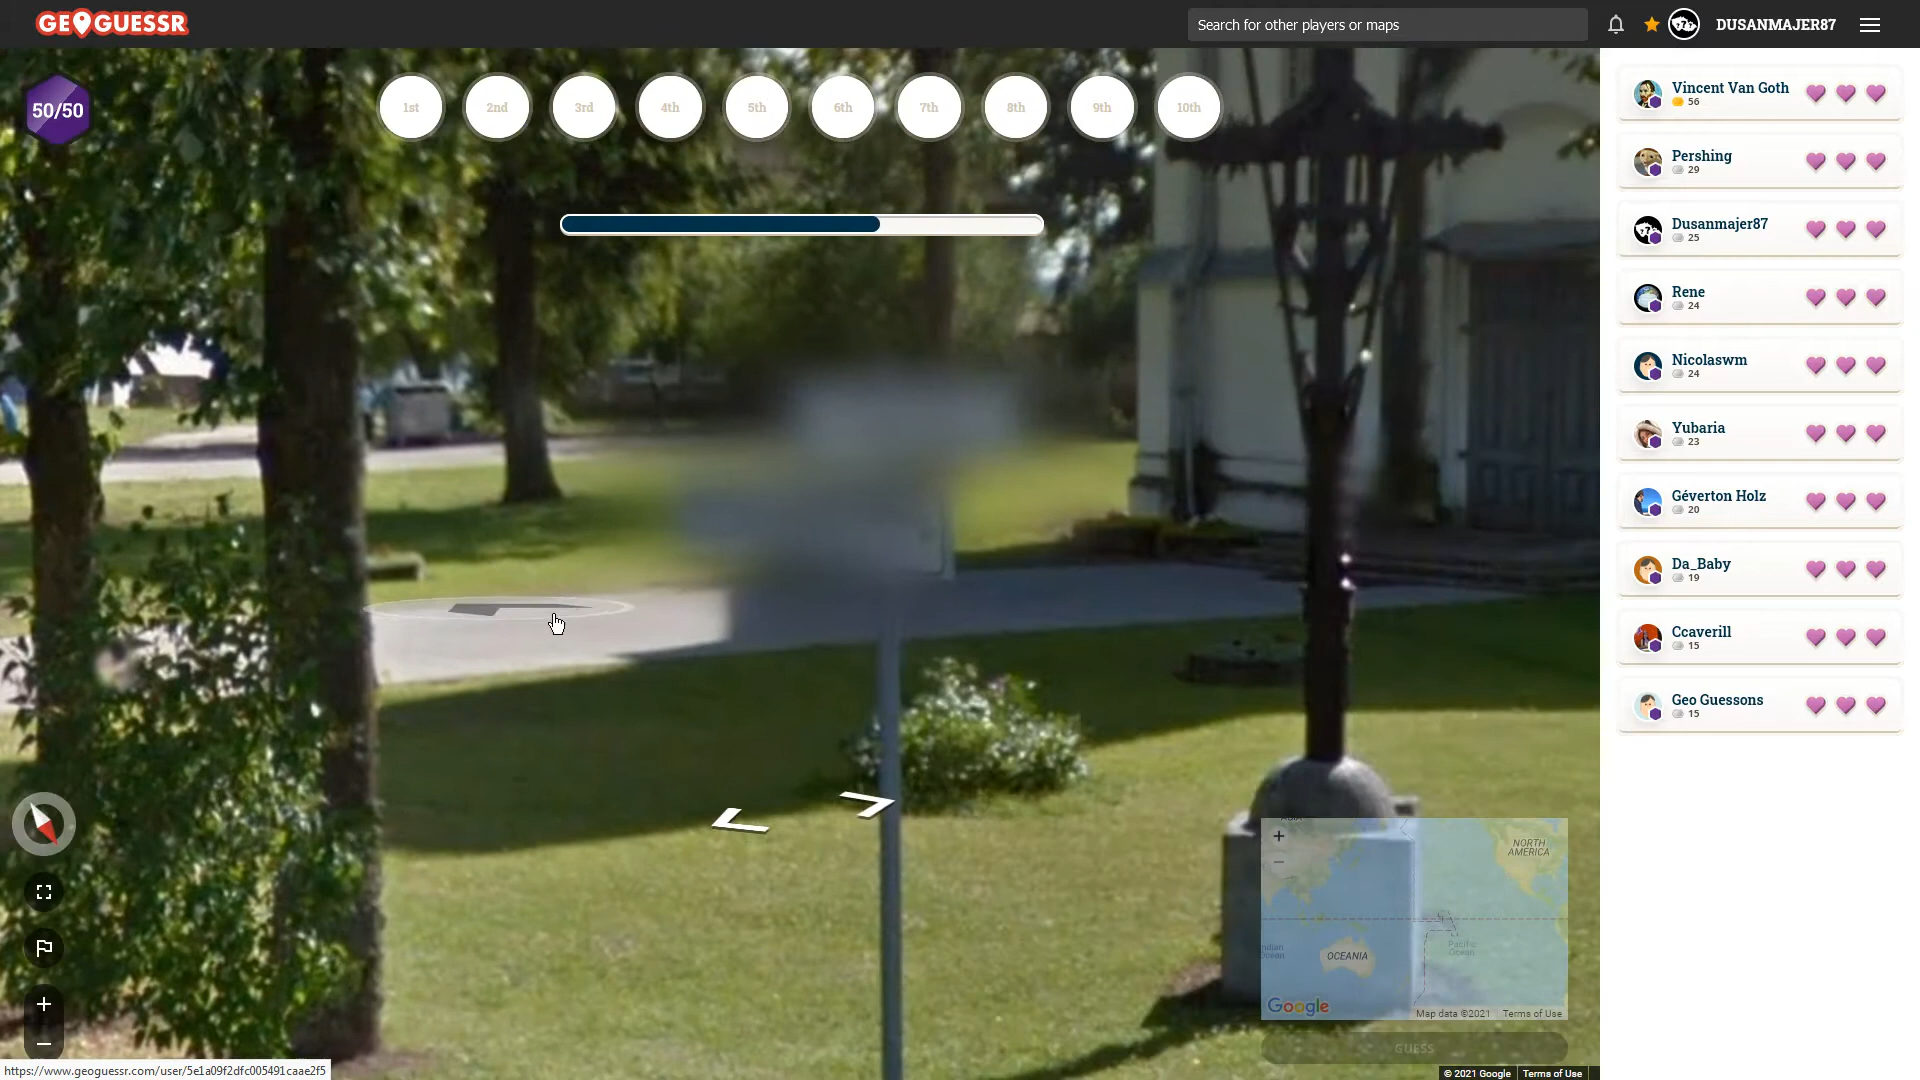 GEOGUESSR
Search for other players or maps
DUSANMAJER87
50/50
1st
2nd
3rd
4th
5th
6th
7th
8th
9th
10th
Vincent Van Goth
56
Pershing
29
Dusanmajer87
25
Rene
24
Nicolaswm
24
Yubaria
23
Géverton Holz
20
Da_Baby
19
Ccaverill
15
Geo Guessons
15
+
−
ASIA
NORTH
AMERICA
Indian
Ocean
OCEANIA
Pacific
Ocean
Google
Map data ©2021
Terms of Use
GUESS
+
−
https://www.geoguessr.com/user/5e1a09f2dfc005491caae2f5
© 2021 Google
Terms of Use